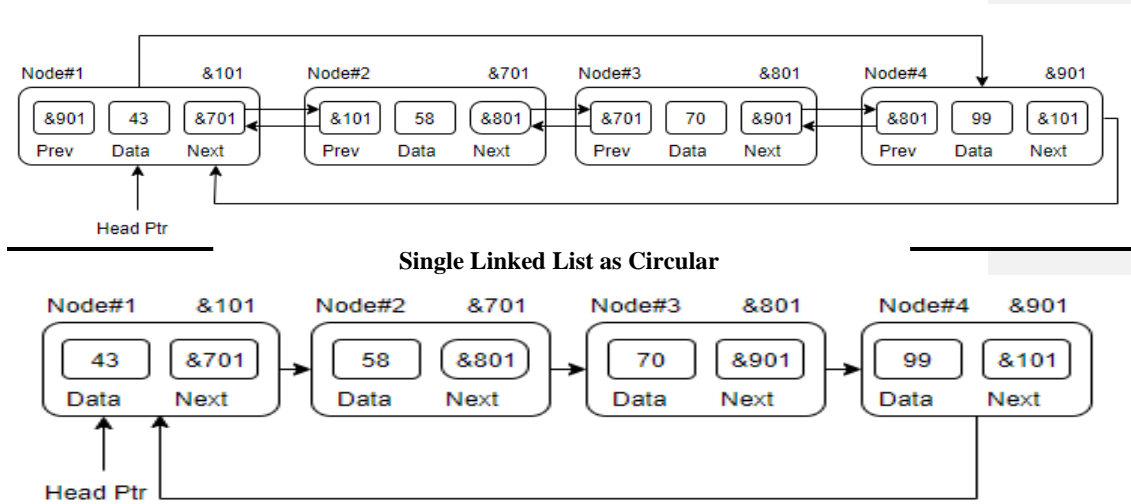 Node#1 &101 Node#2 &701 Node#3 &801 Node#4 &901
&901 43 &701 &101 58 &801 &701 70 &901 &801 99 &101
Prev Data Next Prev Data Next Prev Data Next Prev Data Next
Head Ptr
Single Linked List as Circular
Node#1 &101 Node#2 &701 Node#3 &801 Node#4 &901
43 &701 58 &801 70 &901 99 &101
Data Next Data Next Data Next Data Next
Head Ptr